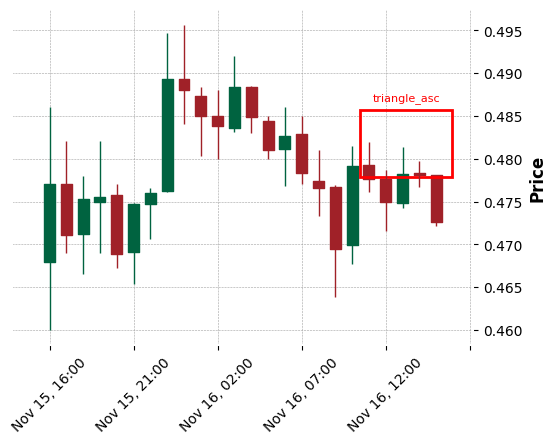 triangle_asc
0.495
0.490
0.485
0.480
0.475
0.470
0.465
0.460
Price
Nov 15, 16:00
Nov 15, 21:00
Nov 16, 02:00
Nov 16, 07:00
Nov 16, 12:00